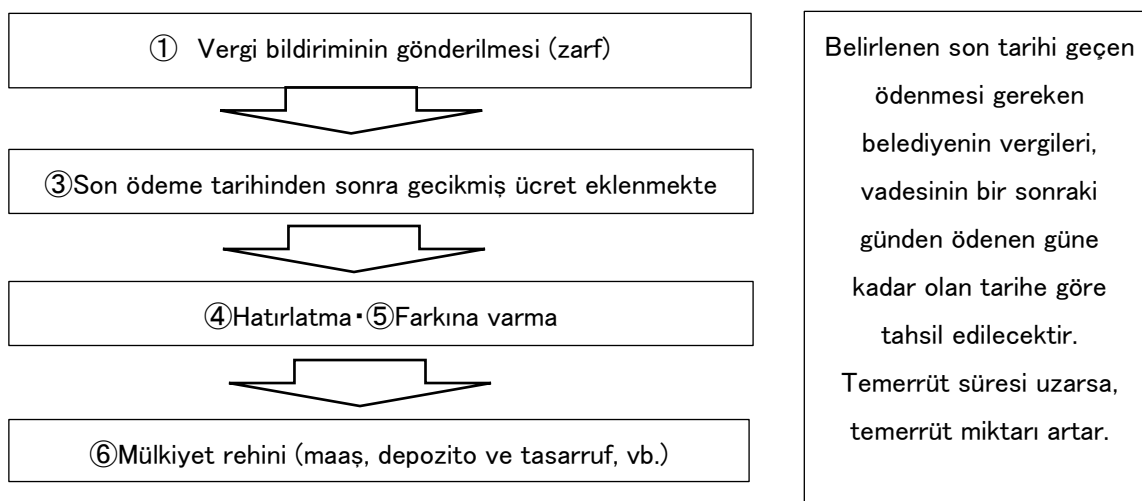 ① Vergi bildiriminin gönderilmesi (zarf)
③Son ödeme tarihinden sonra gecikmiş ücret eklenmekte
④Hatırlatma・⑤Farkına varma
⑥Mülkiyet rehini (maaş, depozito ve tasarruf, vb.)
Belirlenen son tarihi geçen
ödenmesi gereken
belediyenin vergileri,
vadesinin bir sonraki
günden ödenen güne
kadar olan tarihe göre
tahsil edilecektir.
Temerrüt süresi uzarsa,
temerrüt miktarı artar.